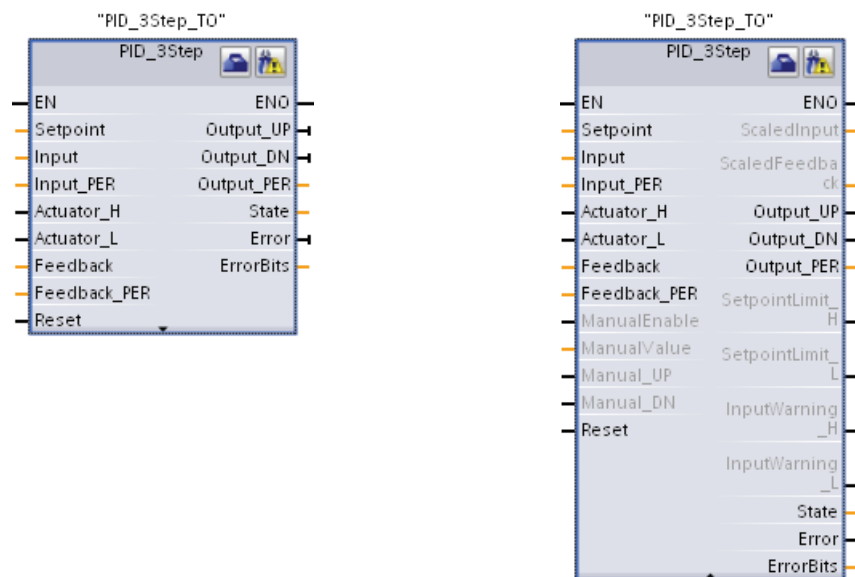 "PID_3Step_TO"
PID_3Step
EN
ENO
Setpoint
Output_UP
Input
Output_DN
Input_PER
Output_PER
Actuator_H
State
Actuator_L
Error
Feedback
ErrorBits
Feedback_PER
Reset
"PID_3Step_TO"
PID_3Step
EN
ENO
Setpoint
ScaledInput
Input
ScaledFeedba
ck
Input_PER
Actuator_H
Output_UP
Actuator_L
Output_DN
Feedback
Output_PER
Feedback_PER
SetpointLimit_
H
ManualEnable
ManualValue
SetpointLimit_
L
Manual_UP
Manual_DN
InputWarning
_H
Reset
InputWarning
_L
State
Error
ErrorBits